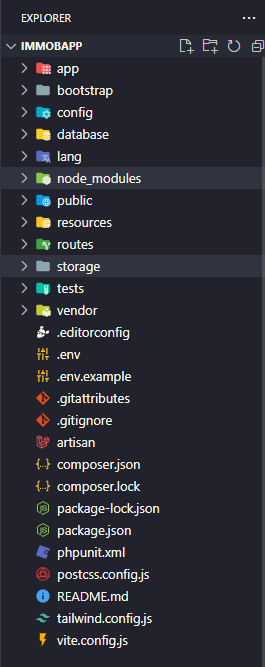 EXPLORER
IMMOBAPP
app
bootstrap
config
database
lang
node_modules
public
resources
routes
storage
tests
vendor
.editorconfig
.env
.env.example
.gitattributes
.gitignore
artisan
composer.json
composer.lock
package-lock.json
package.json
phpunit.xml
postcss.config.js
README.md
tailwind.config.js
vite.config.js